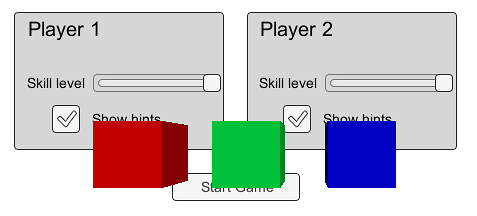 Player 1
Player 2
Skill level
Skill level
Show hints
Show hints
Start Game